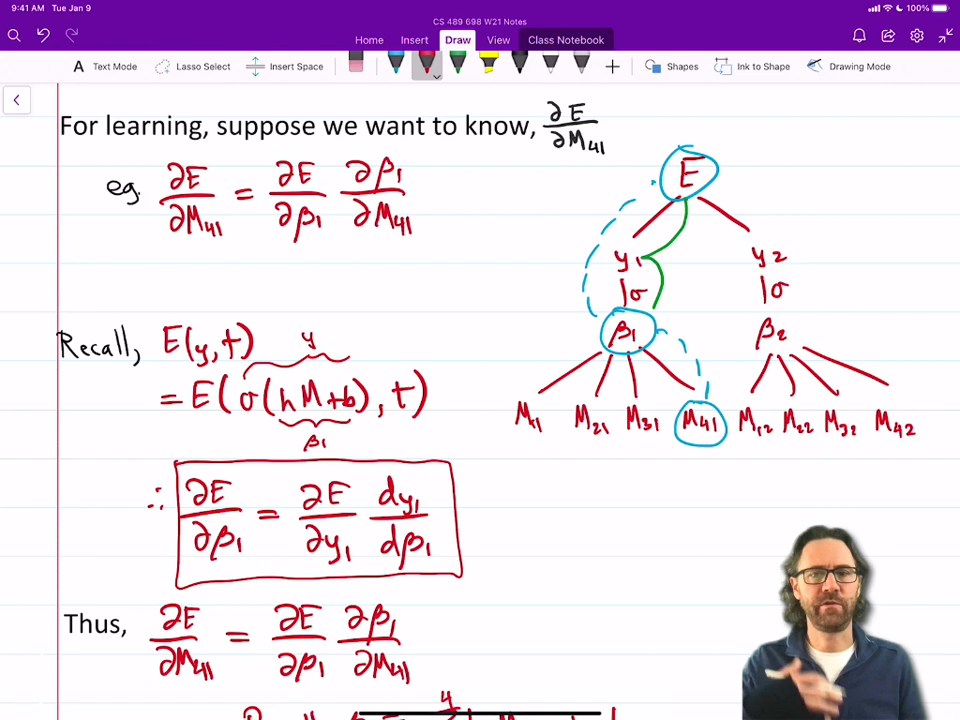 9:41 AM Tue Jan 9
100%
CS 489 698 W21 Notes
Home Insert Draw View Class Notebook
Text Mode Lasso Select Insert Space Shapes Ink to Shape Drawing Mode
For learning, suppose we want to know, ∂E/∂M₄₁
eg. ∂E/∂M₄₁ = ∂E/∂β₁ ∂β₁/∂M₄₁
E
y₁ y₂
σ σ
β₁ β₂
M₁₁ M₂₁ M₃₁ M₄₁ M₁₂ M₂₂ M₃₂ M₄₂
Recall, E(y,t)
y
= E(σ(hM+b), t)
β₁
∴ ∂E/∂β₁ = ∂E/∂y₁ dy₁/dβ₁
Thus, ∂E/∂M₄₁ = ∂E/∂β₁ ∂β₁/∂M₄₁
4